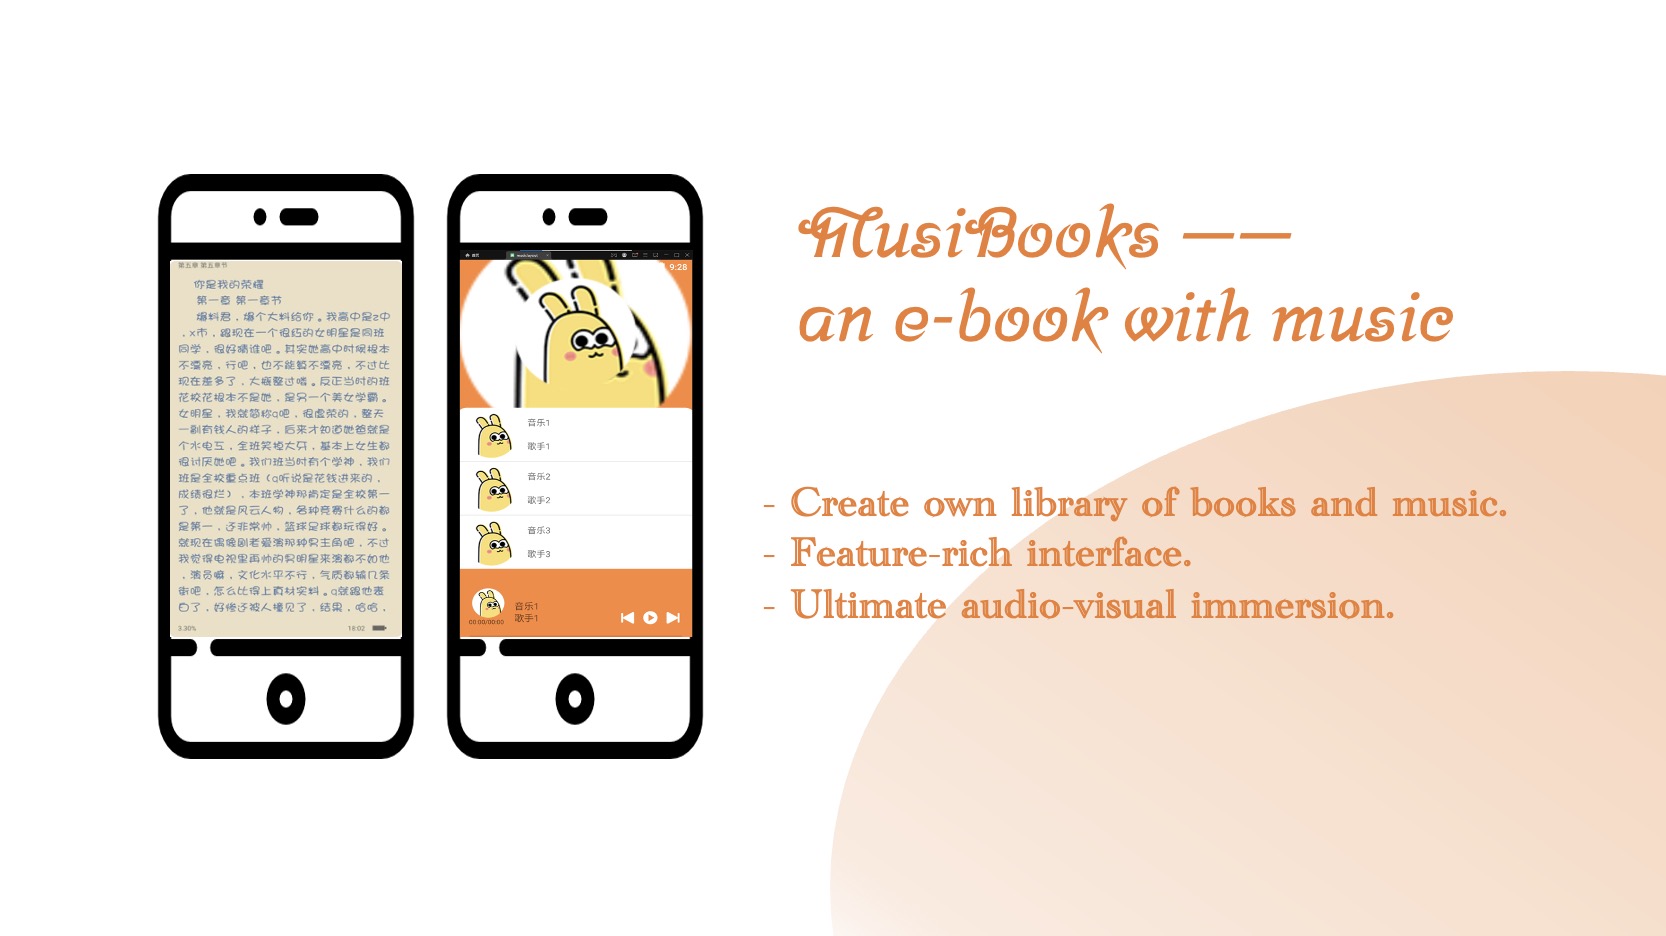 第五章 第五章节
你是我的荣耀
第一章 第一章节
爆料君，爆个大料给你。我高中是z中
，x市，跟现在一个很红的女明星是同班
同学，很好猜谁吧。其实她高中时候根本
不漂亮，行吧，也不能算不漂亮，不过比
现在差多了，大概整过喽。反正当时的班
花校花根本不是她，是另一个美女学霸。
女明星，我就简称q吧，很虚荣的，整天
一副有钱人的样子，后来才知道她爸就是
个水电工，全班笑掉大牙，基本上女生都
很讨厌她吧。我们班当时有个学神，我们
班是全校重点班（q听说是花钱进来的，
成绩很烂），本班学神那肯定是全校第一
了，他就是风云人物，各种竞赛什么的都
是第一，还非常帅，篮球足球都玩得好。
就现在偶像剧老爱演那种男主角吧，不过
我觉得电视里再帅的男明星来演都不如他
，演员嘛，文化水平不行，气质都输几条
街吧，怎么比得上真材实料。q就跟他表
白了，好惨还被人撞见了，结果，哈哈，
3.30%
18:02
9:28
音乐1
歌手1
音乐2
歌手2
音乐3
歌手3
音乐1
歌手1
00:00/00:00
MusiBooks ——
an e-book with music
- Create own library of books and music.
- Feature-rich interface.
- Ultimate audio-visual immersion.